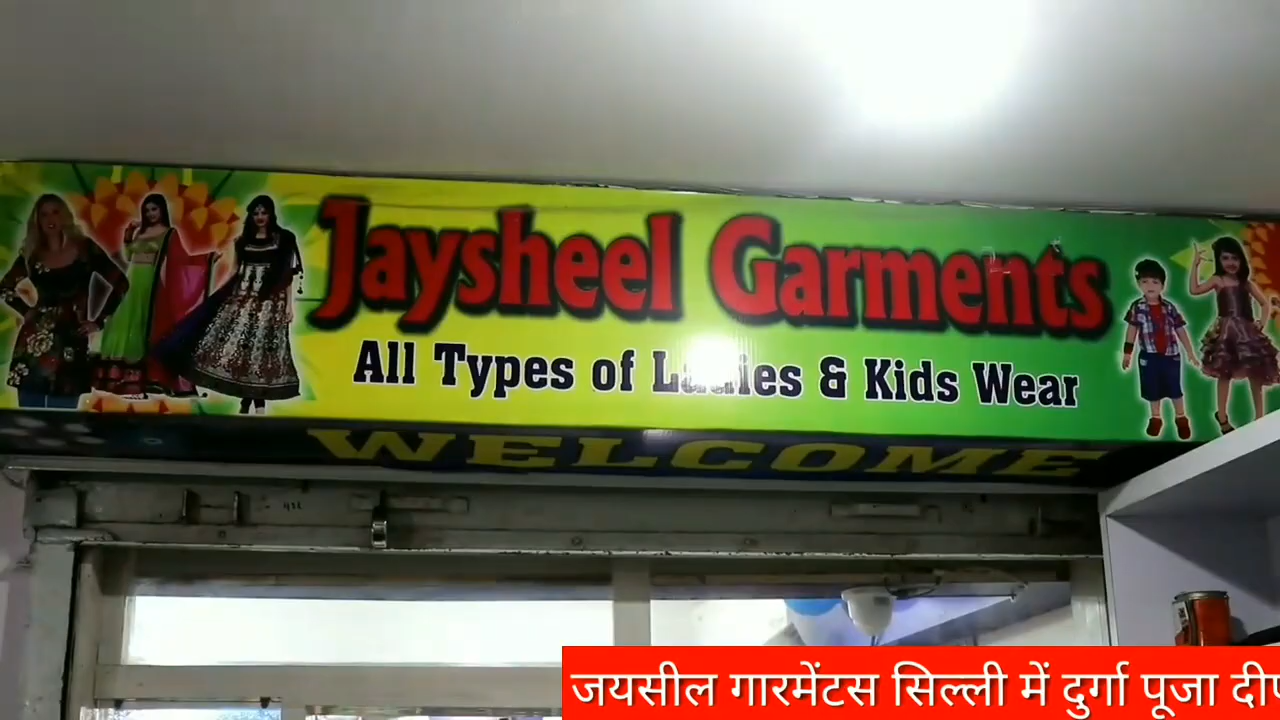 Jaysheel Garments
All Types of Ladies & Kids Wear
WELCOME
जयसील गारमेंटस सिल्ली में दुर्गा पूजा